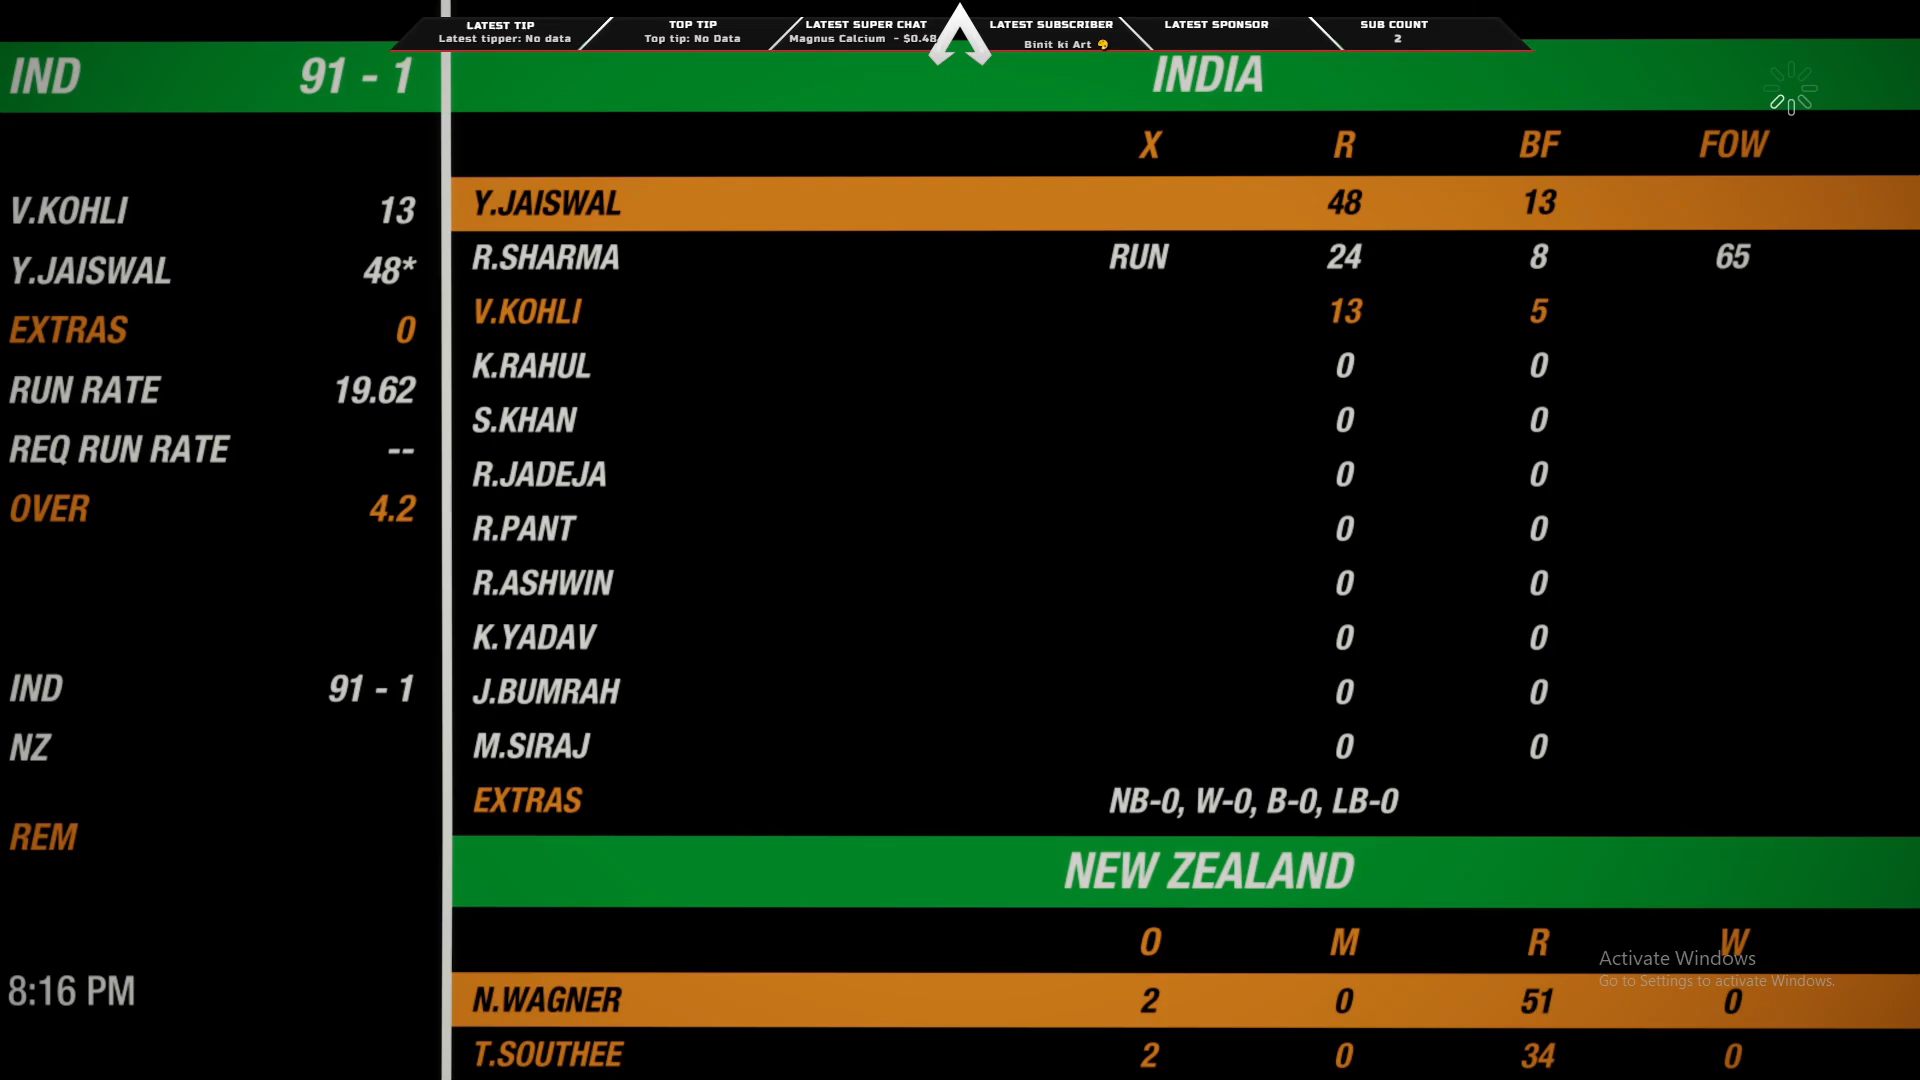 LATEST TIP
Latest tipper: No data
TOP TIP
Top tip: No Data
LATEST SUPER CHAT
Magnus Calcium - $0.48
LATEST SUBSCRIBER
Binit ki Art
LATEST SPONSOR
SUB COUNT
2
IND 91 - 1
V.KOHLI 13
Y.JAISWAL 48*
EXTRAS 0
RUN RATE 19.62
REQ RUN RATE --
OVER 4.2
IND 91 - 1
NZ
REM
8:16 PM
INDIA
X R BF FOW
Y.JAISWAL 48 13
R.SHARMA RUN 24 8 65
V.KOHLI 13 5
K.RAHUL 0 0
S.KHAN 0 0
R.JADEJA 0 0
R.PANT 0 0
R.ASHWIN 0 0
K.YADAV 0 0
J.BUMRAH 0 0
M.SIRAJ 0 0
EXTRAS NB-0, W-0, B-0, LB-0
NEW ZEALAND
O M R W
N.WAGNER 2 0 51 0
T.SOUTHEE 2 0 34 0
Activate Windows
Go to Settings to activate Windows.